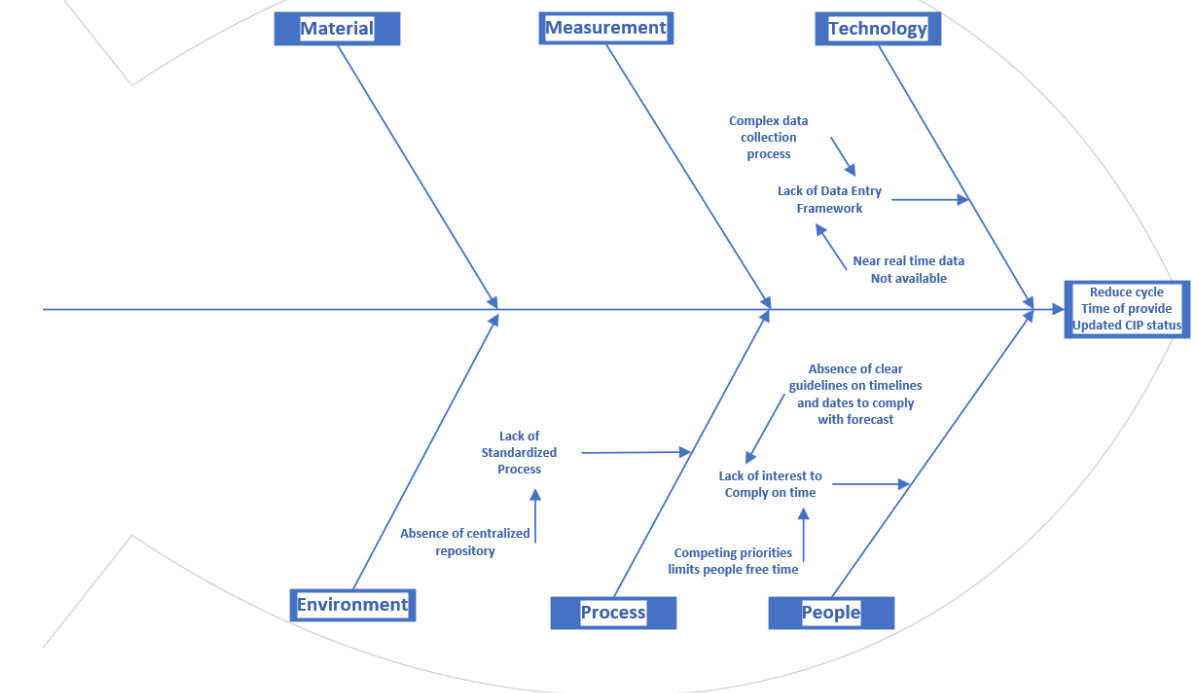 Material
Measurement
Technology
Complex data
collection
process
Lack of Data Entry
Framework
Near real time data
Not available
Reduce cycle
Time of provide
Updated CIP status
Absence of clear
guidelines on timelines
and dates to comply
with forecast
Lack of
Standardized
Process
Lack of interest to
Comply on time
Absence of centralized
repository
Competing priorities
limits people free time
Environment
Process
People